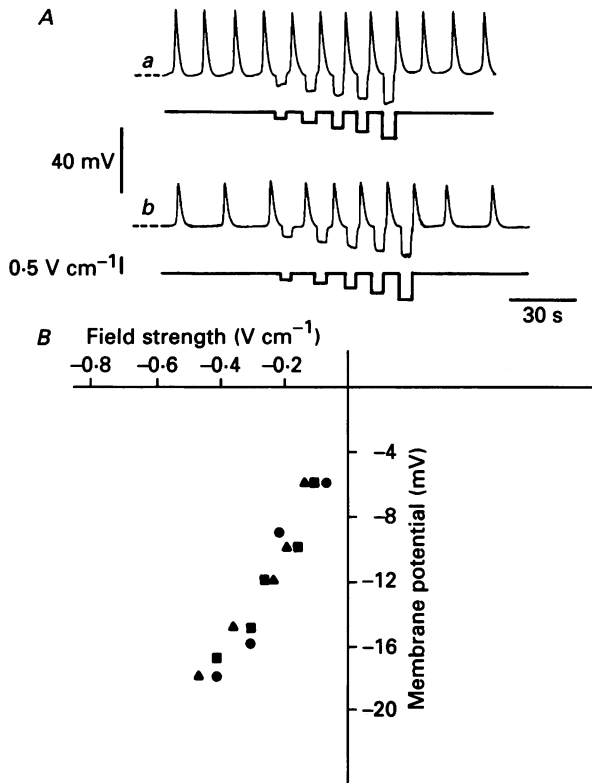 A
a
40 mV
b
0·5 V cm⁻¹
30 s
B Field strength (V cm⁻¹)
−0·8 −0·6 −0·4 −0·2
−4
−8
−12
−16
−20
Membrane potential (mV)